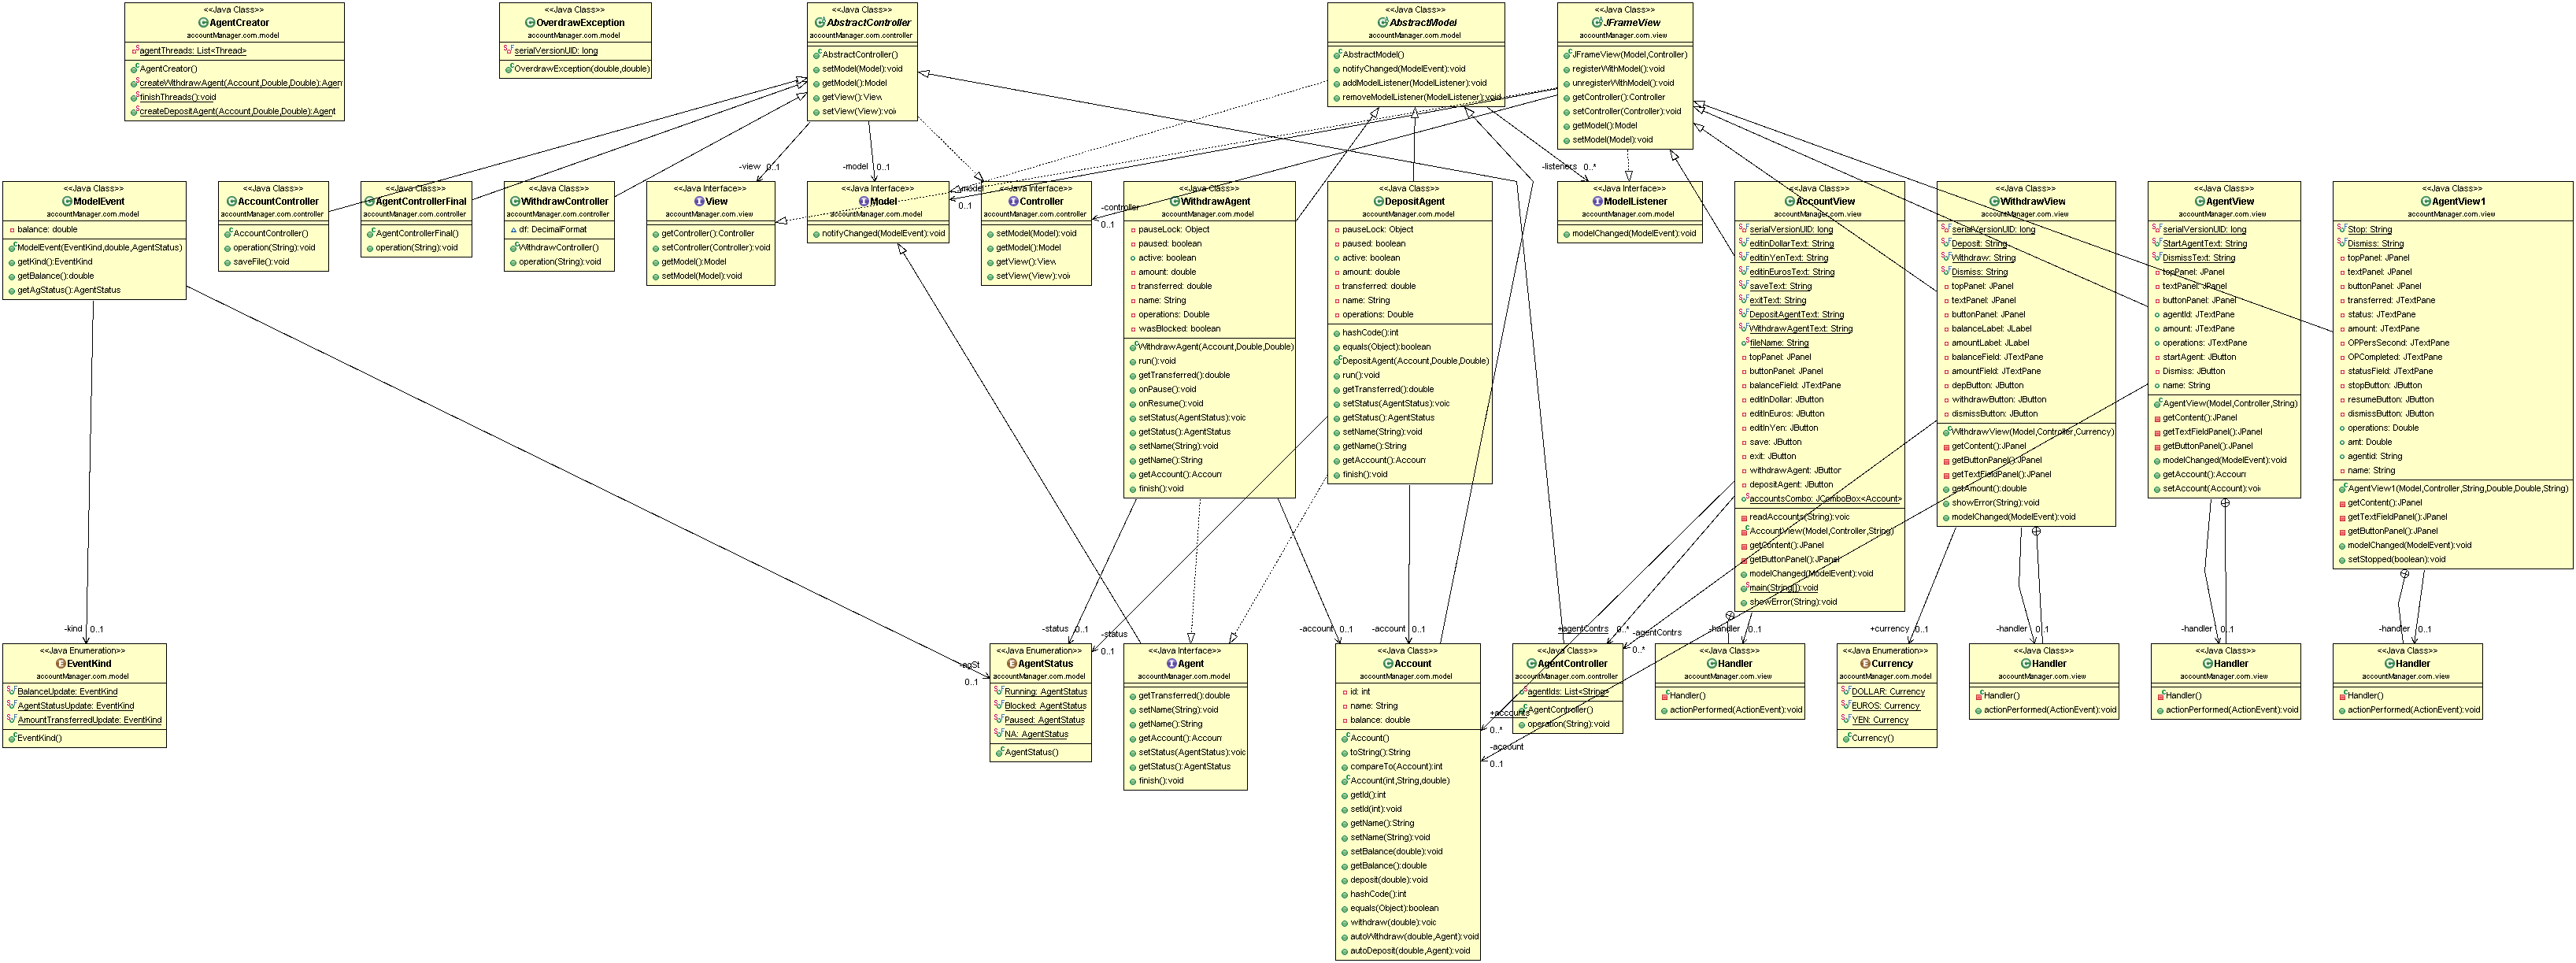 <<Java Class>>
AgentCreator
accountManager.com.model
agentThreads: List<Thread>
AgentCreator()
createWithdrawAgent(Account,Double,Double):Agen
finishThreads():void
createDepositAgent(Account,Double,Double):Agent
<<Java Class>>
OverdrawException
accountManager.com.model
serialVersionUID: long
OverdrawException(double,double)
<<Java Class>>
AbstractController
accountManager.com.controller
AbstractController()
setModel(Model):void
getModel():Model
getView():View
setView(View):voi
<<Java Class>>
AbstractModel
accountManager.com.model
AbstractModel()
notifyChanged(ModelEvent):void
addModelListener(ModelListener):void
removeModelListener(ModelListener):void
<<Java Class>>
JFrameView
accountManager.com.view
JFrameView(Model,Controller)
registerWithModel():void
unregisterWithModel():void
getController():Controller
setController(Controller):void
getModel():Model
setModel(Model):void
-view 0..1
-model 0..1
-listeners 0..*
-model
0..1
-controller
0..1
<<Java Class>>
ModelEvent
accountManager.com.model
balance: double
ModelEvent(EventKind,double,AgentStatus)
getKind():EventKind
getBalance():double
getAgStatus():AgentStatus
<<Java Class>>
AccountController
accountManager.com.controller
AccountController()
operation(String):void
saveFile():void
<<Java Class>>
AgentControllerFinal
accountManager.com.controller
AgentControllerFinal()
operation(String):void
<<Java Class>>
WithdrawController
accountManager.com.controller
df: DecimalFormat
WithdrawController()
operation(String):void
<<Java Interface>>
View
accountManager.com.view
getController():Controller
setController(Controller):void
getModel():Model
setModel(Model):void
<<Java Interface>>
Model
accountManager.com.model
notifyChanged(ModelEvent):void
<<Java Interface>>
Controller
accountManager.com.controller
setModel(Model):void
getModel():Model
getView():View
setView(View):voi
<<Java Class>>
WithdrawAgent
accountManager.com.model
pauseLock: Object
paused: boolean
active: boolean
amount: double
transferred: double
name: String
operations: Double
wasBlocked: boolean
WithdrawAgent(Account,Double,Double)
run():void
getTransferred():double
onPause():void
onResume():void
setStatus(AgentStatus):voic
getStatus():AgentStatus
setName(String):void
getName():String
getAccount():Accoun
finish():void
<<Java Class>>
DepositAgent
accountManager.com.model
pauseLock: Object
paused: boolean
active: boolean
amount: double
transferred: double
name: String
operations: Double
hashCode():int
equals(Object):boolean
DepositAgent(Account,Double,Double)
run():void
getTransferred():double
setStatus(AgentStatus):voic
getStatus():AgentStatus
setName(String):void
getName():String
getAccount():Accoun
finish():void
<<Java Interface>>
ModelListener
accountManager.com.model
modelChanged(ModelEvent):void
<<Java Class>>
AccountView
accountManager.com.view
serialVersionUID: long
editinDollarText: String
editinYenText: String
editinEurosText: String
saveText: String
exitText: String
DepositAgentText: String
WithdrawAgentText: String
fileName: String
topPanel: JPanel
buttonPanel: JPanel
balanceField: JTextPane
editInDollar: JButton
editInEuros: JButton
editInYen: JButton
save: JButton
exit: JButton
withdrawAgent: JButton
depositAgent: JButton
accountsCombo: JComboBox<Account>
readAccounts(String):voic
AccountView(Model,Controller,String)
getContent():JPanel
getButtonPanel():JPanel
modelChanged(ModelEvent):void
main(String[]):void
showError(String):void
<<Java Class>>
WithdrawView
accountManager.com.view
serialVersionUID: long
Deposit: String
Withdraw: String
Dismiss: String
topPanel: JPanel
textPanel: JPanel
buttonPanel: JPanel
balanceLabel: JLabel
amountLabel: JLabel
balanceField: JTextPane
amountField: JTextPane
depButton: JButton
withdrawButton: JButton
dismissButton: JButton
WithdrawView(Model,Controller,Currency)
getContent():JPanel
getButtonPanel():JPanel
getTextFieldPanel():JPanel
getAmount():double
showError(String):void
modelChanged(ModelEvent):void
<<Java Class>>
AgentView
accountManager.com.view
serialVersionUID: long
StartAgentText: String
DismissText: String
topPanel: JPanel
textPanel: JPanel
buttonPanel: JPanel
agentId: JTextPane
amount: JTextPane
operations: JTextPane
startAgent: JButton
Dismiss: JButton
name: String
AgentView(Model,Controller,String)
getContent():JPanel
getTextFieldPanel():JPanel
getButtonPanel():JPanel
modelChanged(ModelEvent):void
getAccount():Accoun
setAccount(Account):voi
<<Java Class>>
AgentView1
accountManager.com.view
Stop: String
Dismiss: String
topPanel: JPanel
textPanel: JPanel
buttonPanel: JPanel
transferred: JTextPane
status: JTextPane
amount: JTextPane
OPPersSecond: JTextPane
OPCompleted: JTextPane
statusField: JTextPane
stopButton: JButton
resumeButton: JButton
dismissButton: JButton
operations: Double
amt: Double
agentid: String
name: String
AgentView1(Model,Controller,String,Double,Double,String)
getContent():JPanel
getTextFieldPanel():JPanel
getButtonPanel():JPanel
modelChanged(ModelEvent):void
setStopped(boolean):void
-kind 0..1
-agSt
0..1
-status 0..1
-status
0..1
-account 0..1
-account 0..1
+agentContrs 0..*
-agentContrs
0..*
-handler 0..1
+currency 0..1
-handler 0..1
-handler 0..1
-handler 0..1
+accounts
0..*
-account
0..1
<<Java Enumeration>>
EventKind
accountManager.com.model
BalanceUpdate: EventKind
AgentStatusUpdate: EventKind
AmountTransferredUpdate: EventKind
EventKind()
<<Java Enumeration>>
AgentStatus
accountManager.com.model
Running: AgentStatus
Blocked: AgentStatus
Paused: AgentStatus
NA: AgentStatus
AgentStatus()
<<Java Interface>>
Agent
accountManager.com.model
getTransferred():double
setName(String):void
getName():String
getAccount():Accoun
setStatus(AgentStatus):voic
getStatus():AgentStatus
finish():void
<<Java Class>>
Account
accountManager.com.model
id: int
name: String
balance: double
Account()
toString():String
compareTo(Account):int
Account(int,String,double)
getId():int
setId(int):void
getName():String
setName(String):void
setBalance(double):void
getBalance():double
deposit(double):void
hashCode():int
equals(Object):boolean
withdraw(double):voic
autoWithdraw(double,Agent):void
autoDeposit(double,Agent):void
<<Java Class>>
AgentController
accountManager.com.controller
agentIds: List<String>
AgentController()
operation(String):void
<<Java Class>>
Handler
accountManager.com.view
Handler()
actionPerformed(ActionEvent):void
<<Java Enumeration>>
Currency
accountManager.com.model
DOLLAR: Currency
EUROS: Currency
YEN: Currency
Currency()
<<Java Class>>
Handler
accountManager.com.view
Handler()
actionPerformed(ActionEvent):void
<<Java Class>>
Handler
accountManager.com.view
Handler()
actionPerformed(ActionEvent):void
<<Java Class>>
Handler
accountManager.com.view
Handler()
actionPerformed(ActionEvent):void